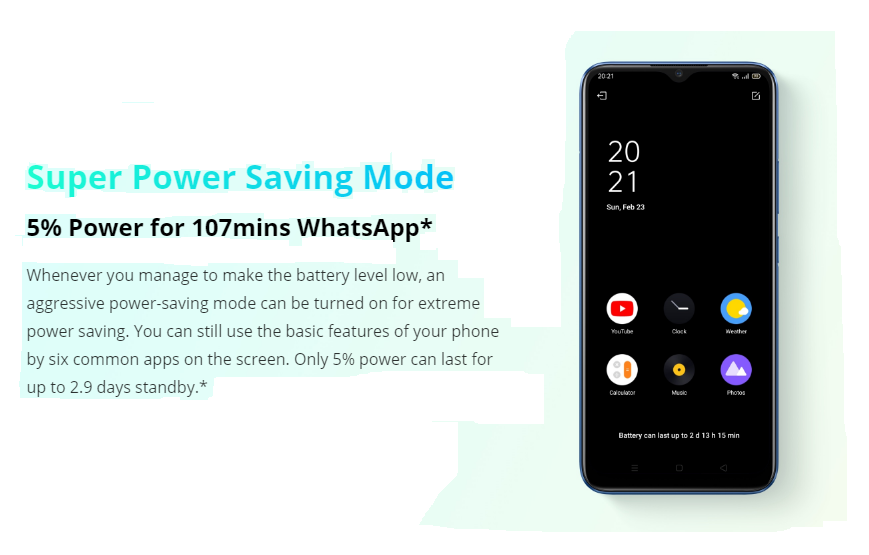 Super Power Saving Mode
5% Power for 107mins WhatsApp*
Whenever you manage to make the battery level low, an
aggressive power-saving mode can be turned on for extreme
power saving. You can still use the basic features of your phone
by six common apps on the screen. Only 5% power can last for
up to 2.9 days standby.*
20:21
20
21
Sun, Feb 23
YouTube Clock Weather
Calculator Music Photos
Battery can last up to 2 d 13 h 15 min